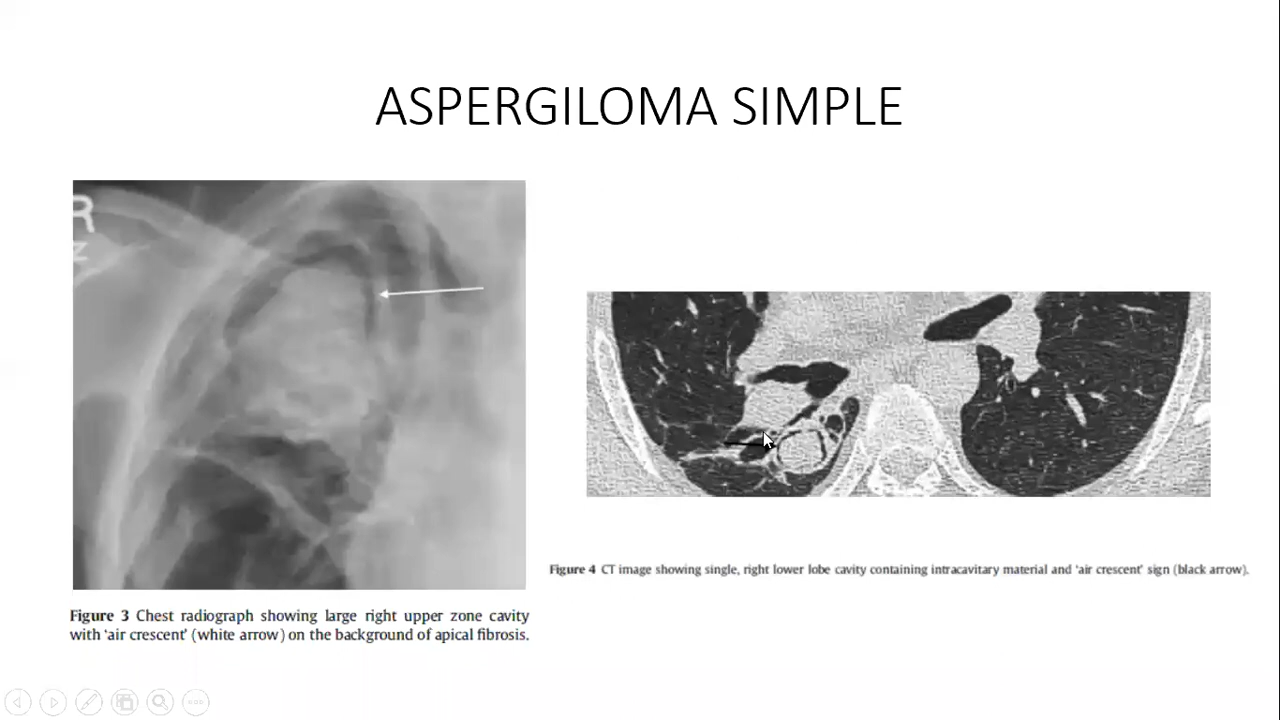 ASPERGILOMA SIMPLE
R
Figure 3 Chest radiograph showing large right upper zone cavity
with 'air crescent' (white arrow) on the background of apical fibrosis.
Figure 4 CT image showing single, right lower lobe cavity containing intracavitary material and 'air crescent' sign (black arrow).